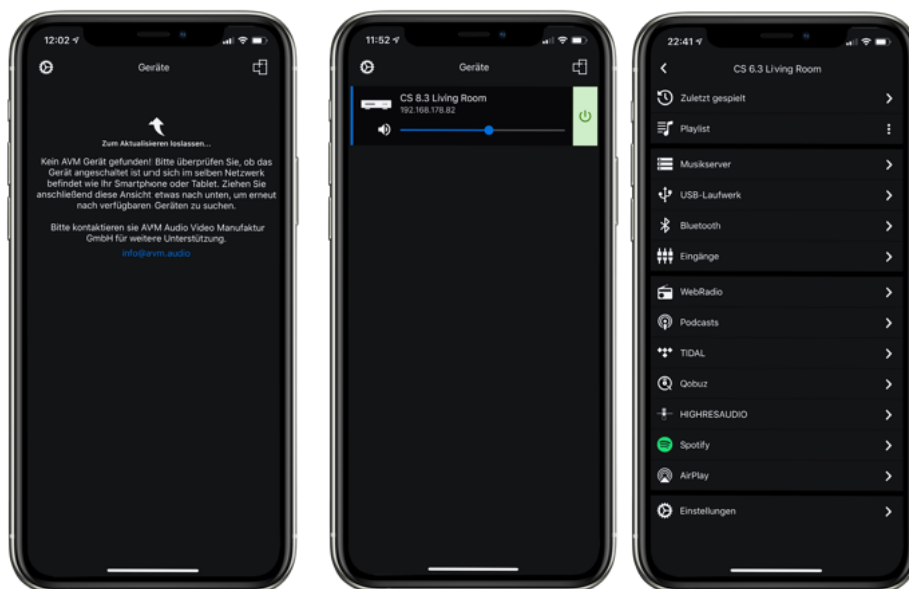 12:02
Geräte
Zum Aktualisieren loslassen...
Kein AVM Gerät gefunden! Bitte überprüfen Sie, ob das
Gerät angeschaltet ist und sich im selben Netzwerk
befindet wie Ihr Smartphone oder Tablet. Ziehen Sie
anschließend diese Ansicht etwas nach unten, um erneut
nach verfügbaren Geräten zu suchen.
Bitte kontaktieren sie AVM Audio Video Manufaktur
GmbH für weitere Unterstützung.
info@avm.audio
11:52
Geräte
CS 8.3 Living Room
192.168.178.82
22:41
CS 6.3 Living Room
Zuletzt gespielt
Playlist
Musikserver
USB-Laufwerk
Bluetooth
Eingänge
WebRadio
Podcasts
TIDAL
Qobuz
HIGHRESAUDIO
Spotify
AirPlay
Einstellungen